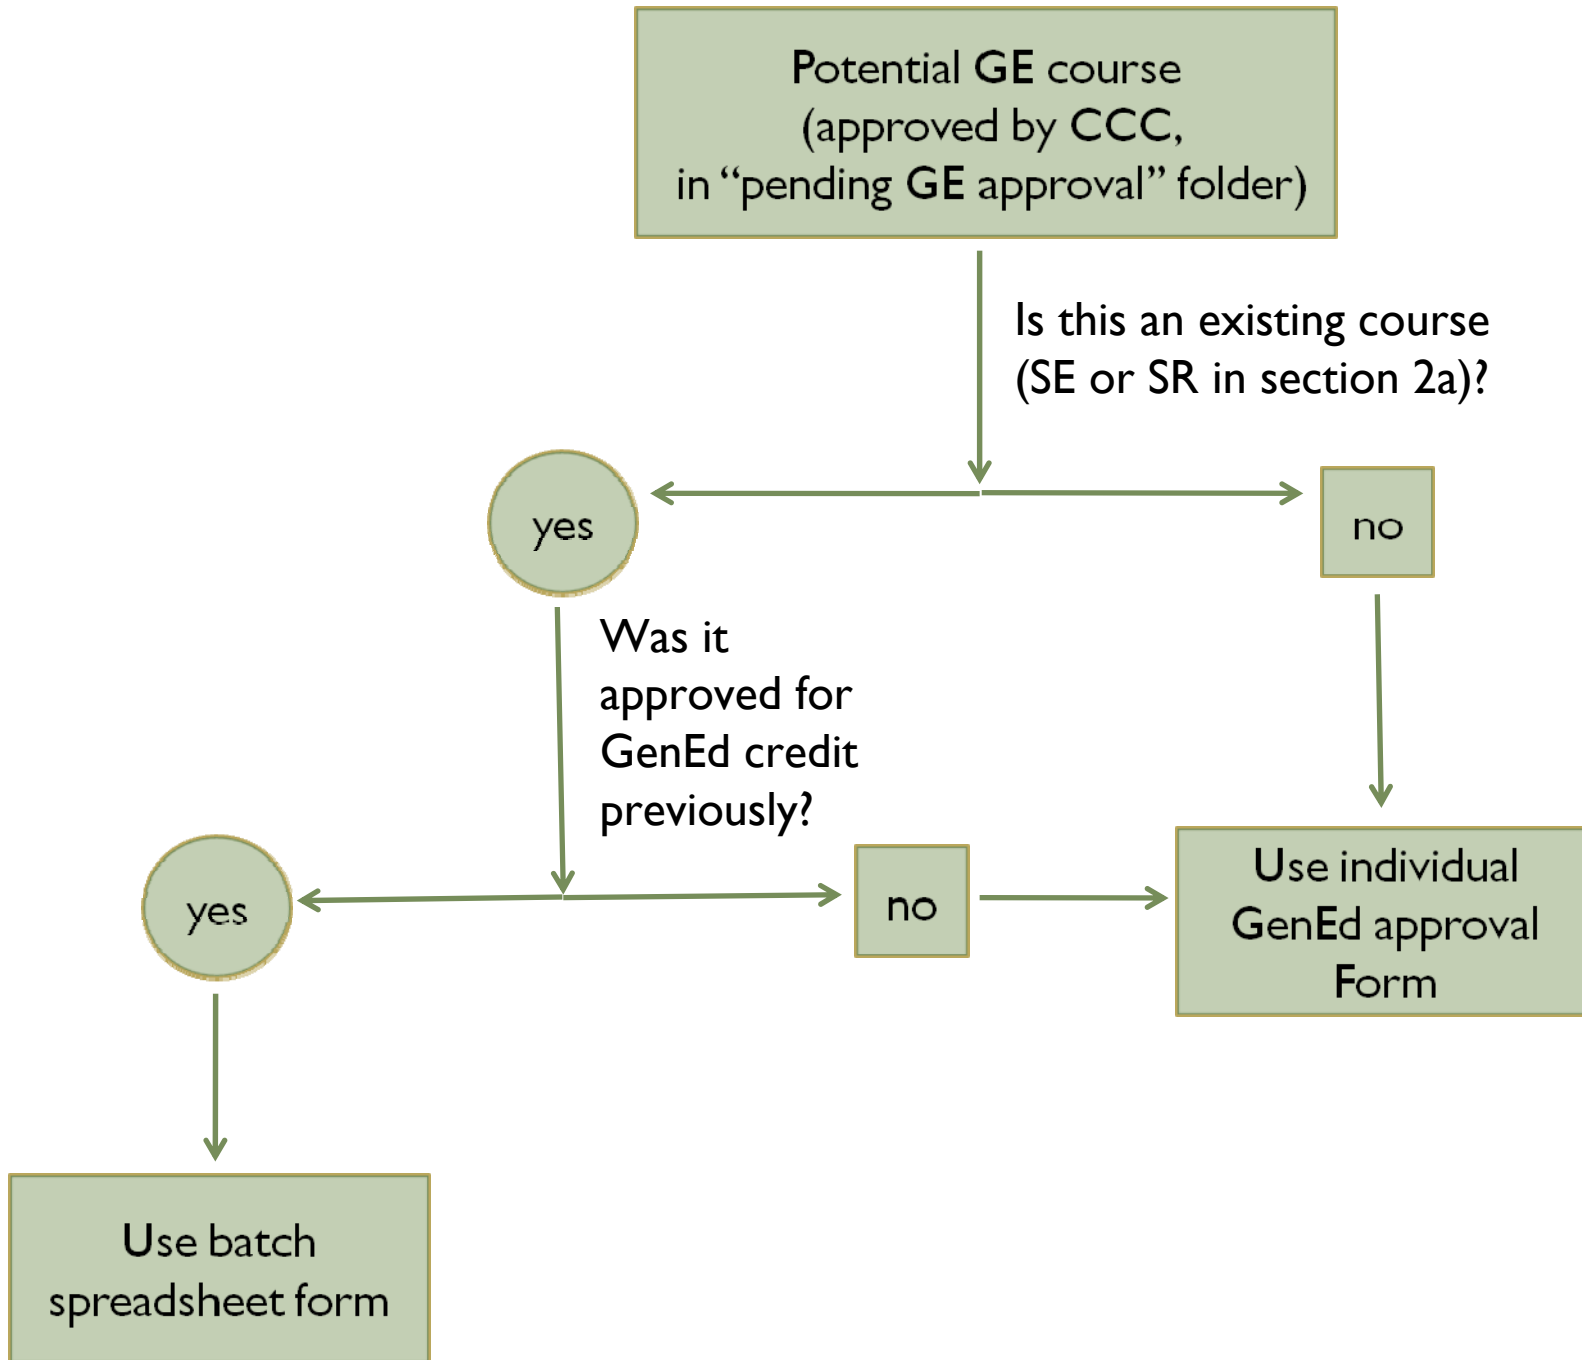 Potential GE course
(approved by CCC,
in “pending GE approval” folder)
Is this an existing course
(SE or SR in section 2a)?
yes
no
Was it
approved for
GenEd credit
previously?
yes
no
Use individual
GenEd approval
Form
Use batch
spreadsheet form